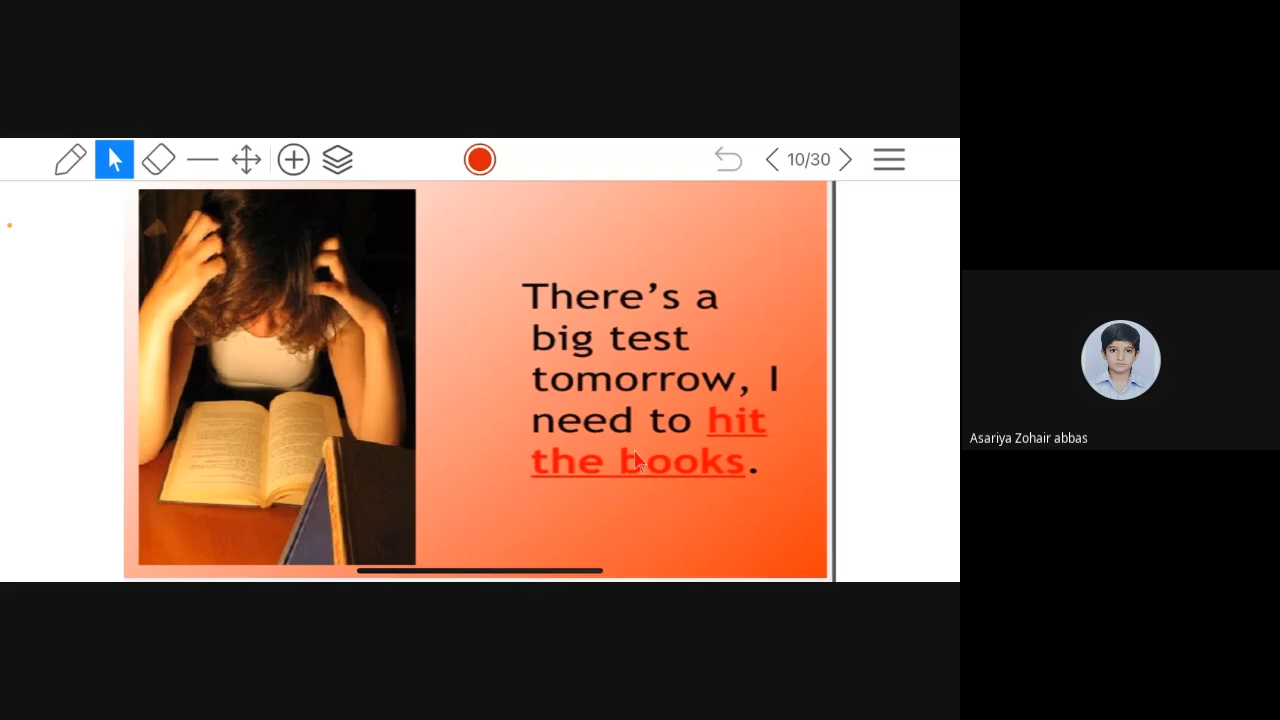 10/30
There's a
big test
tomorrow, I
need to hit
the books.
Asariya Zohair abbas